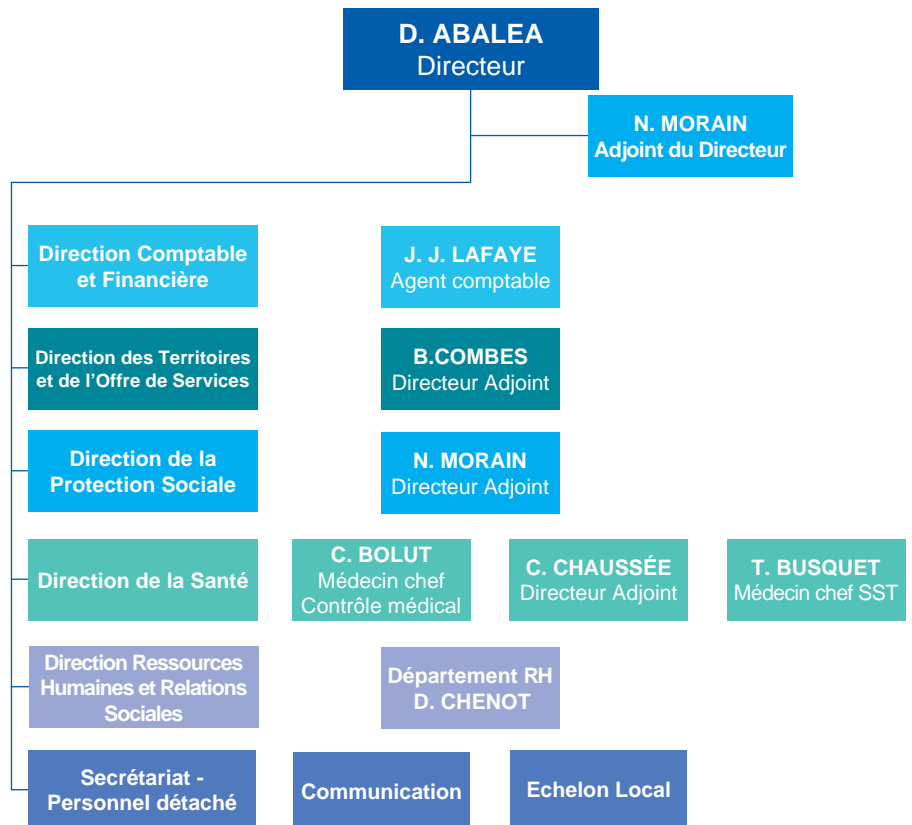 D. ABALEA
Directeur
N. MORAIN
Adjoint du Directeur
Direction Comptable
et Financière
J. J. LAFAYE
Agent comptable
Direction des Territoires
et de l’Offre de Services
B.COMBES
Directeur Adjoint
Direction de la
Protection Sociale
N. MORAIN
Directeur Adjoint
Direction de la Santé
C. BOLUT
Médecin chef
Contrôle médical
C. CHAUSSÉE
Directeur Adjoint
T. BUSQUET
Médecin chef SST
Direction Ressources
Humaines et Relations
Sociales
Département RH
D. CHENOT
Secrétariat -
Personnel détaché
Communication
Echelon Local